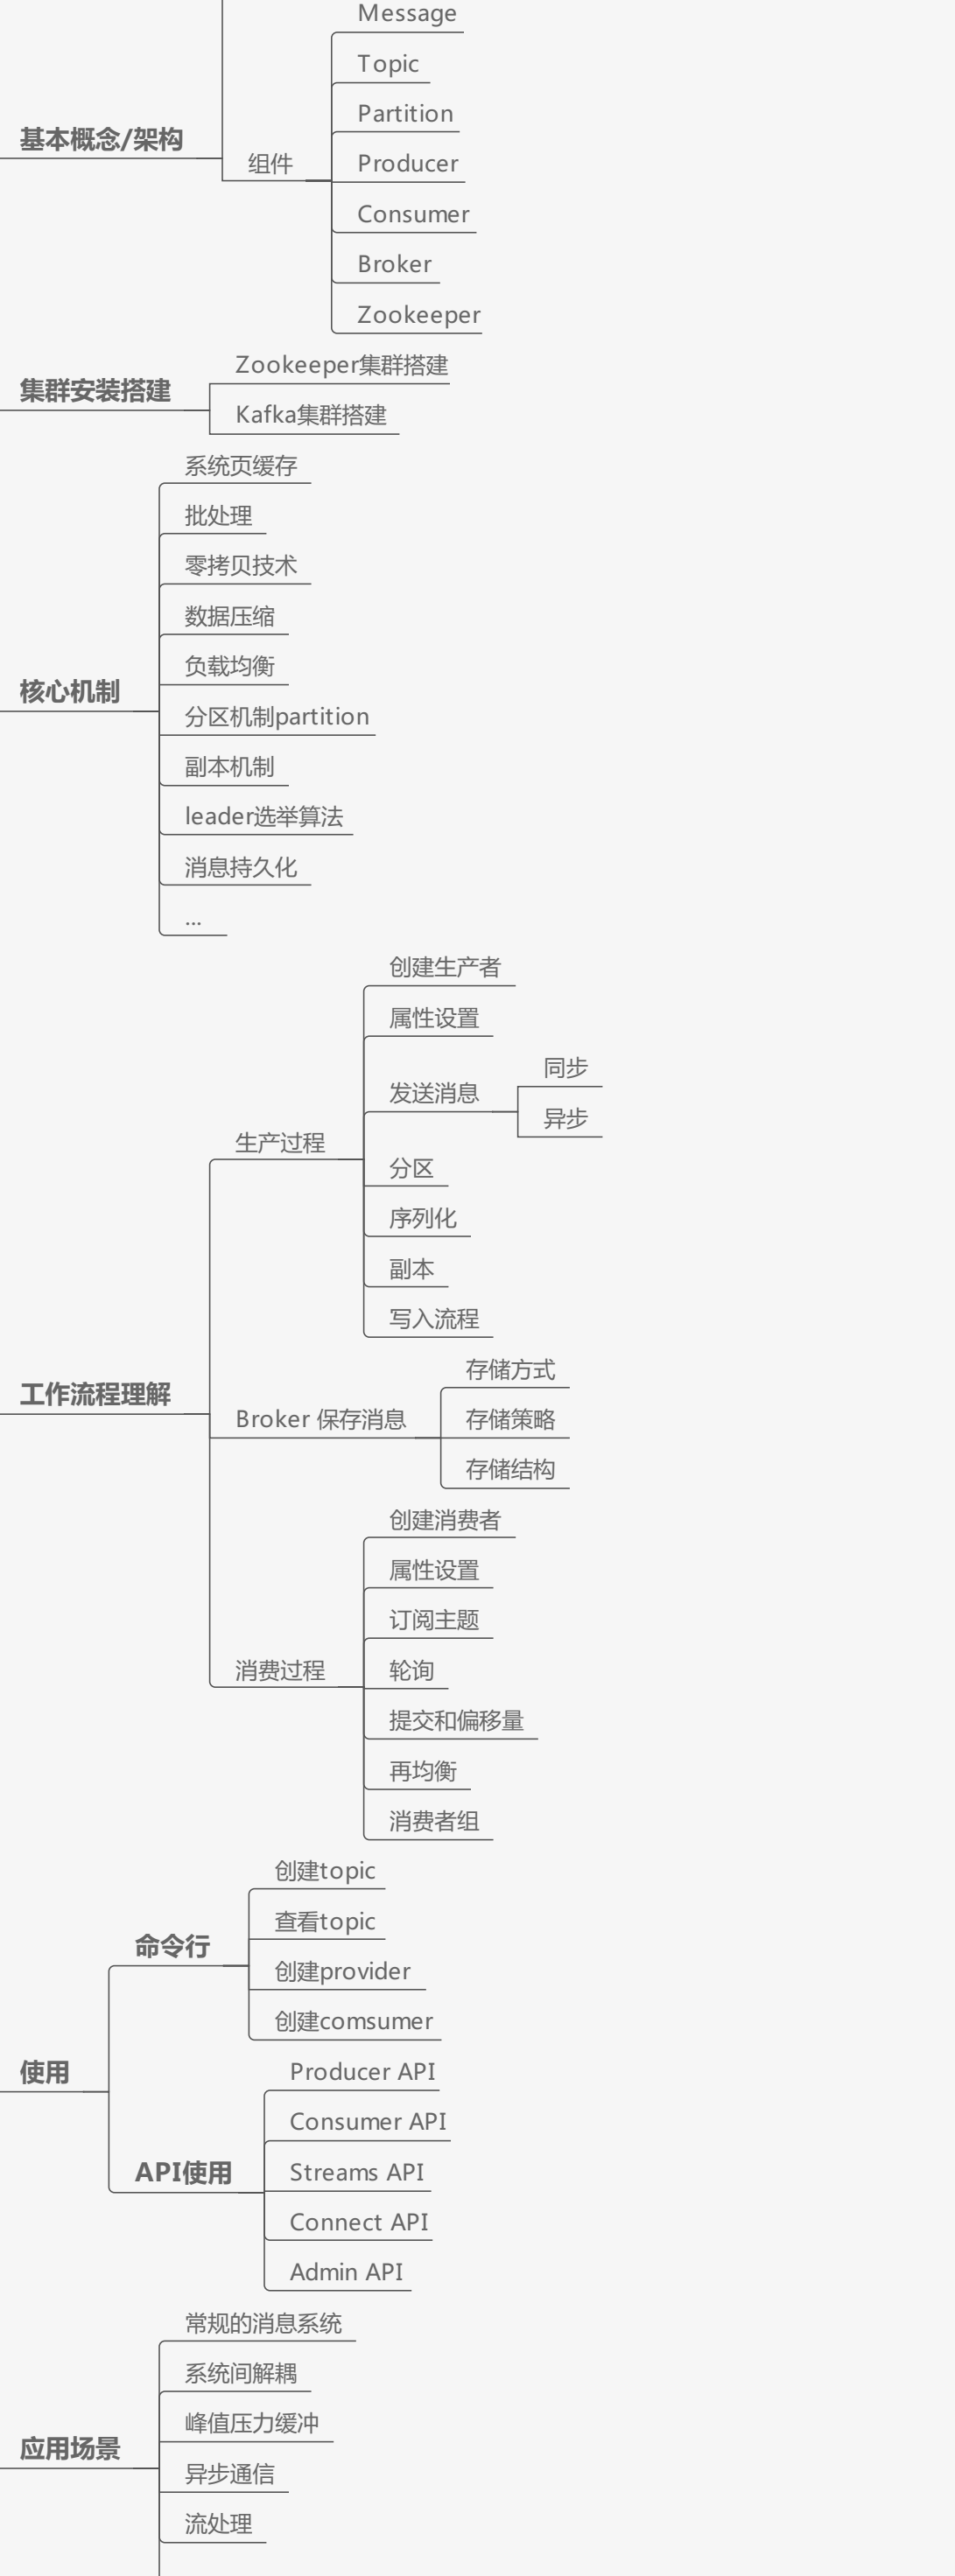 Message
Topic
Partition
基本概念/架构
组件
Producer
Consumer
Broker
Zookeeper
Zookeeper集群搭建
集群安装搭建
Kafka集群搭建
系统页缓存
批处理
零拷贝技术
数据压缩
负载均衡
核心机制
分区机制partition
副本机制
leader选举算法
消息持久化
...
创建生产者
属性设置
同步
发送消息
异步
生产过程
分区
序列化
副本
写入流程
存储方式
工作流程理解
Broker 保存消息
存储策略
存储结构
创建消费者
属性设置
订阅主题
消费过程
轮询
提交和偏移量
再均衡
消费者组
创建topic
查看topic
命令行
创建provider
创建comsumer
使用
Producer API
Consumer API
API使用
Streams API
Connect API
Admin API
常规的消息系统
系统间解耦
峰值压力缓冲
应用场景
异步通信
流处理